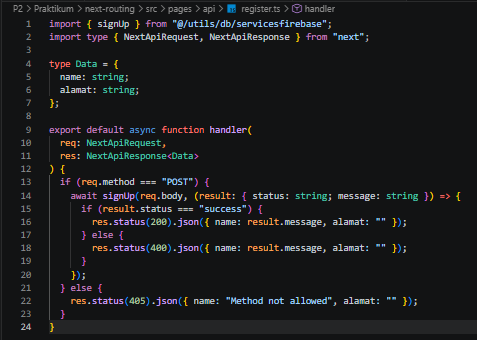 P2 > Praktikum > next-routing > src > pages > api > register.ts > handler
1 import { signUp } from "@/utils/db/servicesfirebase";
2 import type { NextApiRequest, NextApiResponse } from "next";
3
4 type Data = {
5   name: string;
6   alamat: string;
7 };
8
9 export default async function handler(
10   req: NextApiRequest,
11   res: NextApiResponse<Data>
12 ) {
13   if (req.method === "POST") {
14     await signUp(req.body, (result: { status: string; message: string }) => {
15       if (result.status === "success") {
16         res.status(200).json({ name: result.message, alamat: "" });
17       } else {
18         res.status(400).json({ name: result.message, alamat: "" });
19       }
20     });
21   } else {
22     res.status(405).json({ name: "Method not allowed", alamat: "" });
23   }
24 }